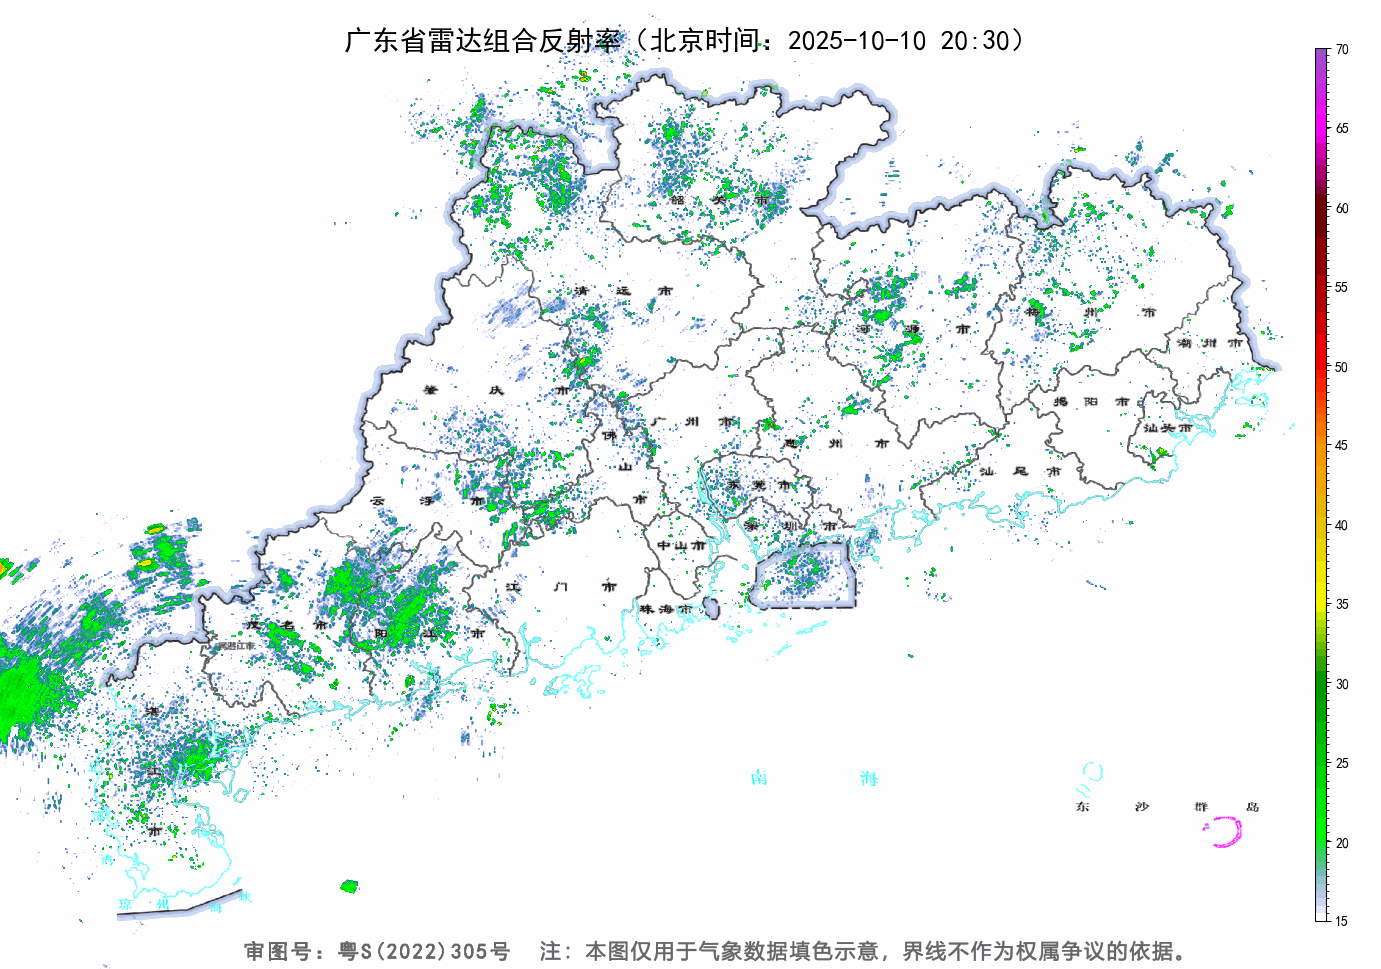 广东省雷达组合反射率（北京时间：2025-10-10 20:30）
70
65
60
55
50
45
40
35
30
25
20
15
韶关市
清远市
河源市
梅州市
潮州市
肇庆市
广州市
惠州市
揭阳市
汕头市
佛山市
东莞市
汕尾市
云浮市
深圳市
中山市
江门市
珠海市
茂名市
阳江市
湛江市
南海
东沙群岛
琼州海峡
审图号：粤S(2022)305号 注：本图仅用于气象数据填色示意，界线不作为权属争议的依据。